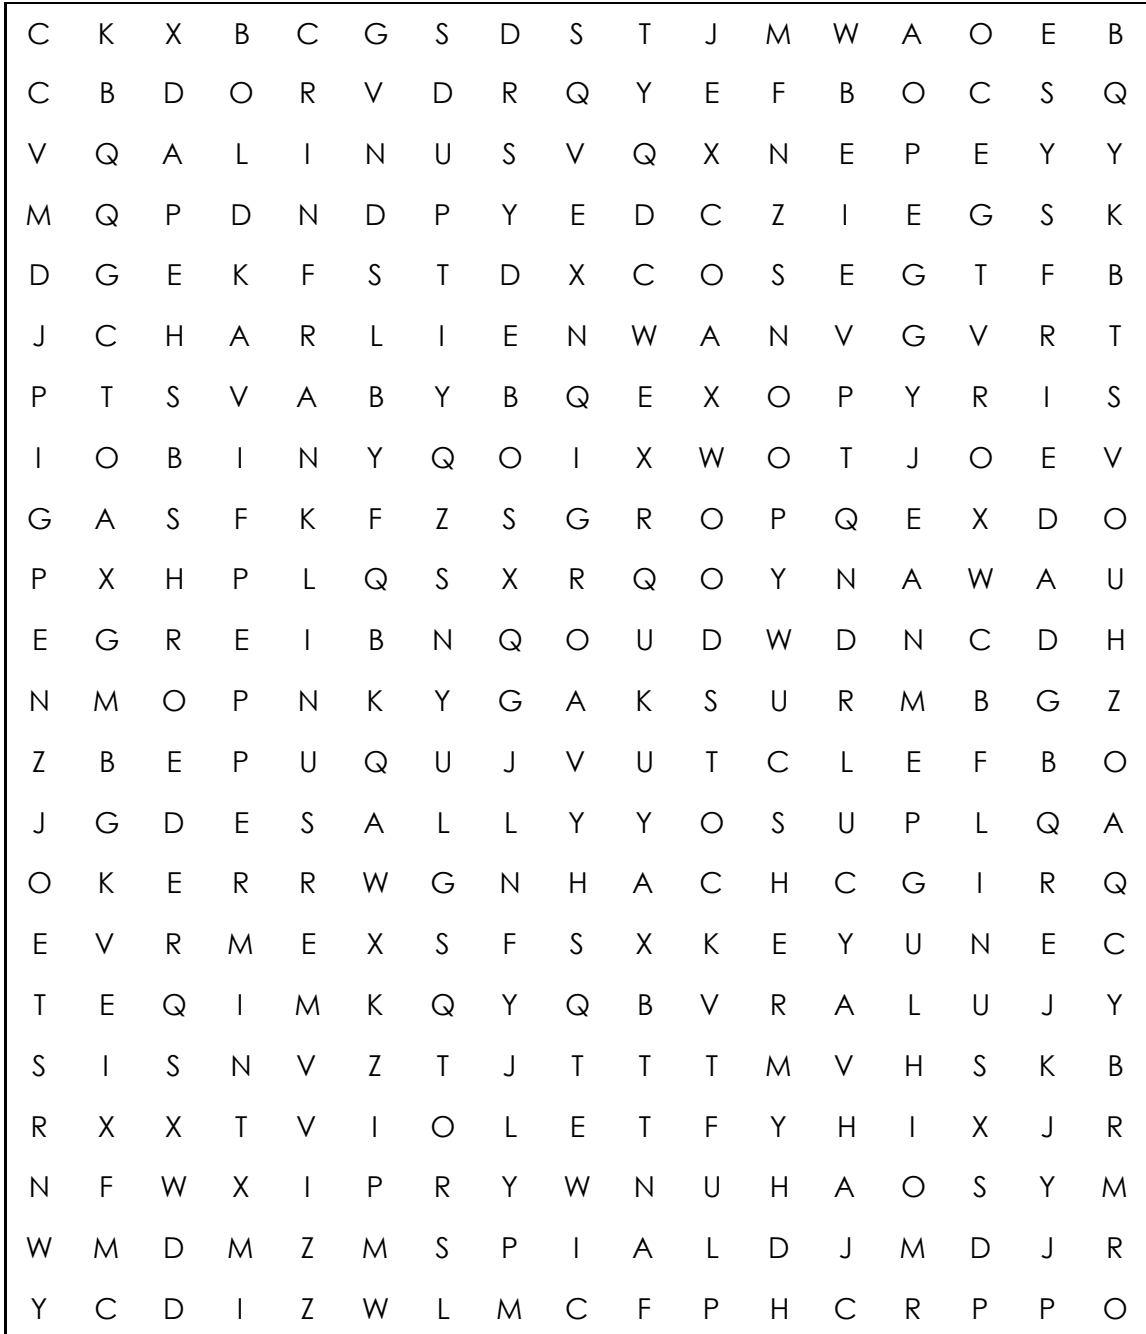 C K X B C G S D S T J M W A O E B
C B D O R V D R Q Y E F B O C S Q
V Q A L I N U S V Q X N E P E Y Y
M Q P D N D P Y E D C Z I E G S K
D G E K F S T D X C O S E G T F B
J C H A R L I E N W A N V G V R T
P T S V A B Y B Q E X O P Y R I S
I O B I N Y Q O I X W O T J O E V
G A S F K F Z S G R O P Q E X D O
P X H P L Q S X R Q O Y N A W A U
E G R E I B N Q O U D W D N C D H
N M O P N K Y G A K S U R M B G Z
Z B E P U Q U J V U T C L E F B O
J G D E S A L L Y Y O S U P L Q A
O K E R R W G N H A C H C G I R Q
E V R M E X S F S X K E Y U N E C
T E Q I M K Q Y Q B V R A L U J Y
S I S N V Z T J T T T M V H S K B
R X X T V I O L E T F Y H I X J R
N F W X I P R Y W N U H A O S Y M
W M D M Z M S P I A L D J M D J R
Y C D I Z W L M C F P H C R P P O